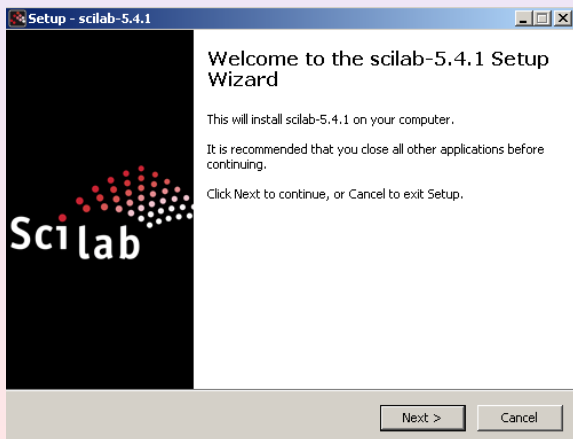 Setup - scilab-5.4.1
Welcome to the scilab-5.4.1 Setup
Wizard
This will install scilab-5.4.1 on your computer.
It is recommended that you close all other applications before
continuing.
Click Next to continue, or Cancel to exit Setup.
Scilab
Next >
Cancel